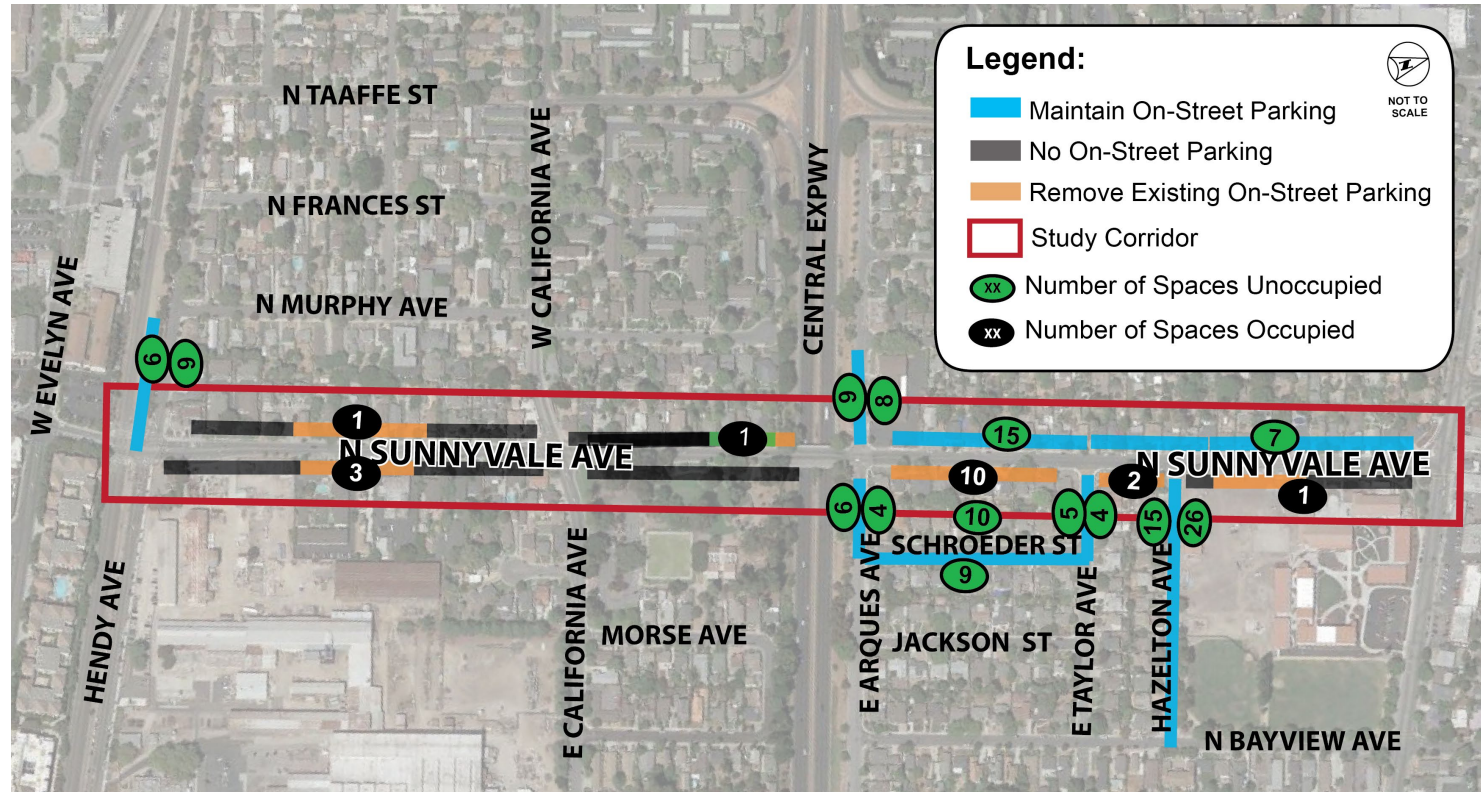 Legend:
NOT TO
SCALE
Maintain On-Street Parking
No On-Street Parking
Remove Existing On-Street Parking
Study Corridor
XX Number of Spaces Unoccupied
XX Number of Spaces Occupied
N TAAFFE ST
N FRANCES ST
N MURPHY AVE
W EVELYN AVE
W CALIFORNIA AVE
CENTRAL EXPWY
6
9
9
8
1
1
15
7
N SUNNYVALE AVE
N SUNNYVALE AVE
3
10
2
1
6
4
10
5
4
15
26
SCHROEDER ST
9
HENDY AVE
E CALIFORNIA AVE
MORSE AVE
E ARQUES AVE
JACKSON ST
E TAYLOR AVE
HAZELTON AVE
N BAYVIEW AVE